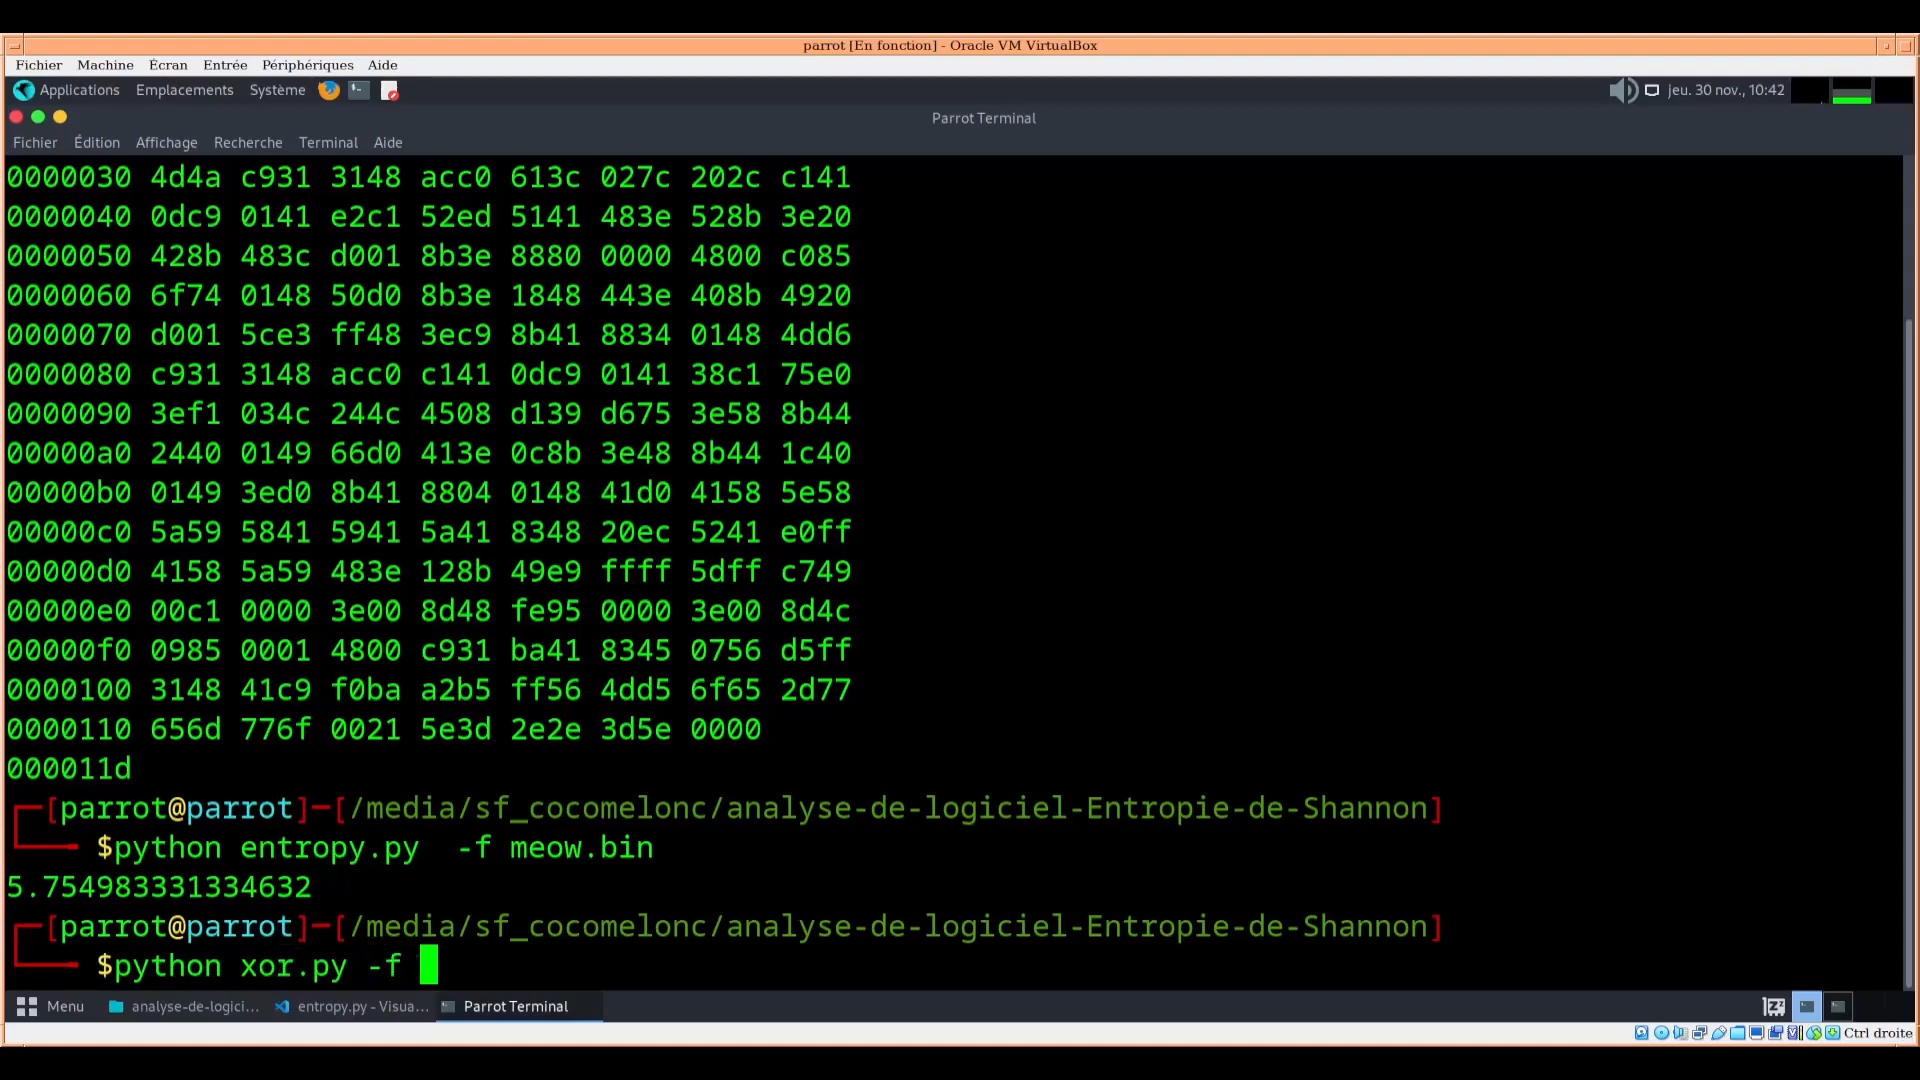 parrot [En fonction] - Oracle VM VirtualBox
Fichier Machine Écran Entrée Périphériques Aide
Applications Emplacements Système jeu. 30 nov., 10:42
Parrot Terminal
Fichier Édition Affichage Recherche Terminal Aide
0000030 4d4a c931 3148 acc0 613c 027c 202c c141
0000040 0dc9 0141 e2c1 52ed 5141 483e 528b 3e20
0000050 428b 483c d001 8b3e 8880 0000 4800 c085
0000060 6f74 0148 50d0 8b3e 1848 443e 408b 4920
0000070 d001 5ce3 ff48 3ec9 8b41 8834 0148 4dd6
0000080 c931 3148 acc0 c141 0dc9 0141 38c1 75e0
0000090 3ef1 034c 244c 4508 d139 d675 3e58 8b44
00000a0 2440 0149 66d0 413e 0c8b 3e48 8b44 1c40
00000b0 0149 3ed0 8b41 8804 0148 41d0 4158 5e58
00000c0 5a59 5841 5941 5a41 8348 20ec 5241 e0ff
00000d0 4158 5a59 483e 128b 49e9 ffff 5dff c749
00000e0 00c1 0000 3e00 8d48 fe95 0000 3e00 8d4c
00000f0 0985 0001 4800 c931 ba41 8345 0756 d5ff
0000100 3148 41c9 f0ba a2b5 ff56 4dd5 6f65 2d77
0000110 656d 776f 0021 5e3d 2e2e 3d5e 0000
000011d
[parrot@parrot]─[/media/sf_cocomelonc/analyse-de-logiciel-Entropie-de-Shannon]
$python entropy.py  -f meow.bin
5.754983331334632
[parrot@parrot]─[/media/sf_cocomelonc/analyse-de-logiciel-Entropie-de-Shannon]
$python xor.py -f
Menu analyse-de-logici... entropy.py - Visua... Parrot Terminal
Ctrl droite